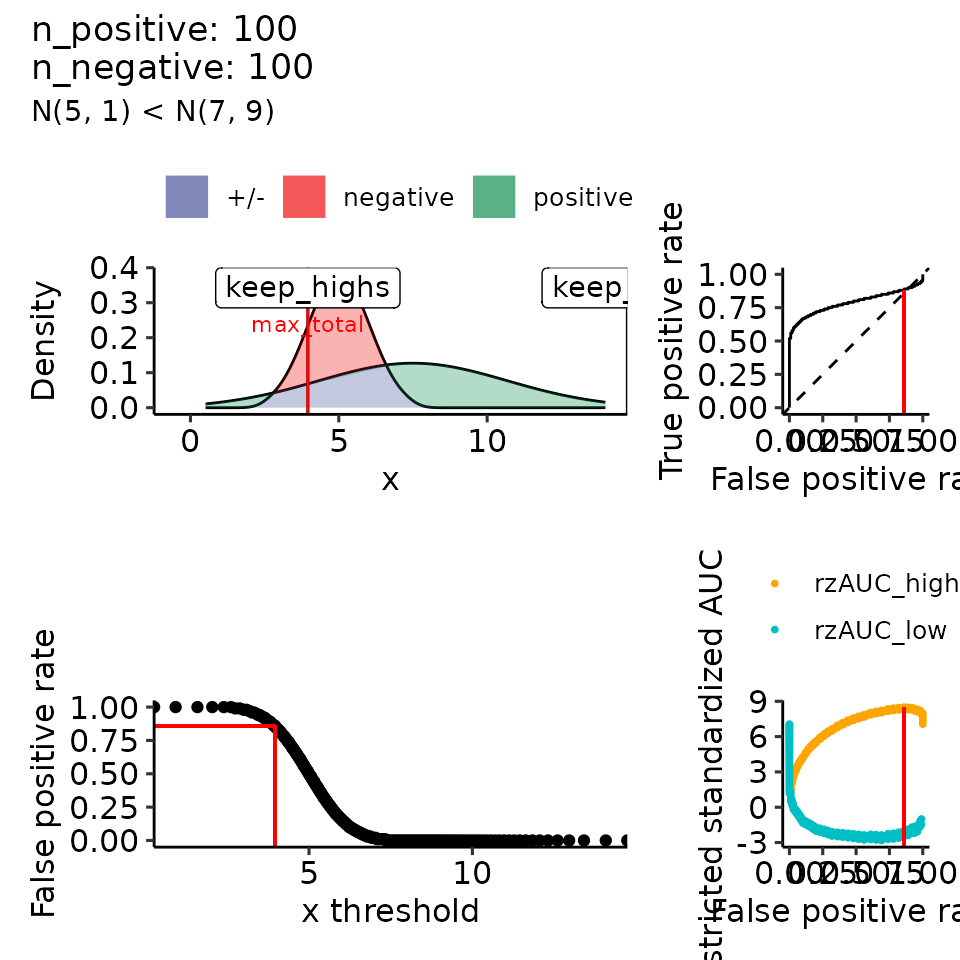 n_positive: 100
n_negative: 100
N(5, 1) < N(7, 9)
+/- negative positive
Density
0.4
0.3
0.2
0.1
0.0
keep_highs
keep_
max_total
0 5 10
x
True positive rate
1.00
0.75
0.50
0.25
0.00
0.00 0.25 0.50 0.75 1.00
False positive ra
False positive rate
1.00
0.75
0.50
0.25
0.00
5 10
x threshold
rzAUC_high
rzAUC_low
stricted standardized AUC
9
6
3
0
-3
0.00 0.25 0.50 0.75 1.00
False positive ra